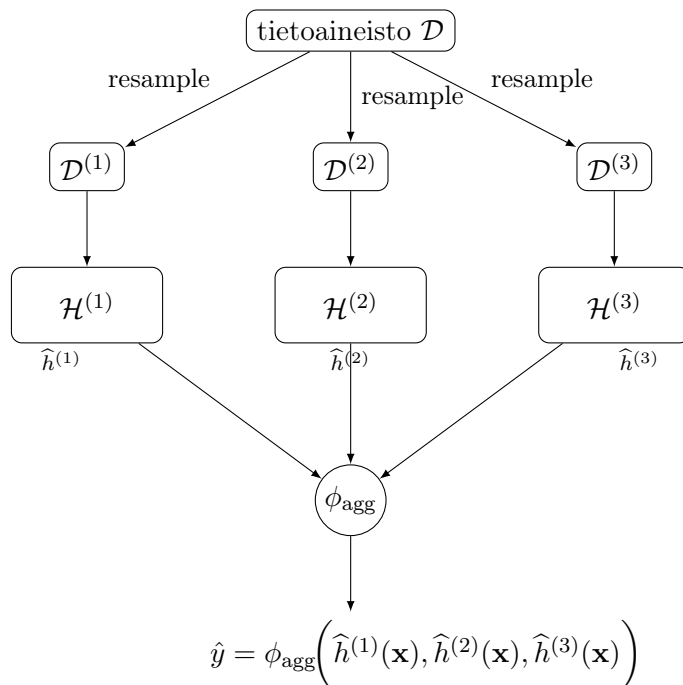 tietoaineisto 𝒟
resample resample resample
𝒟⁽¹⁾ 𝒟⁽²⁾ 𝒟⁽³⁾
ℋ⁽¹⁾ ℋ⁽²⁾ ℋ⁽³⁾
ĥ⁽¹⁾ ĥ⁽²⁾ ĥ⁽³⁾
ϕ_agg
ŷ = ϕ_agg(ĥ⁽¹⁾(𝐱), ĥ⁽²⁾(𝐱), ĥ⁽³⁾(𝐱))